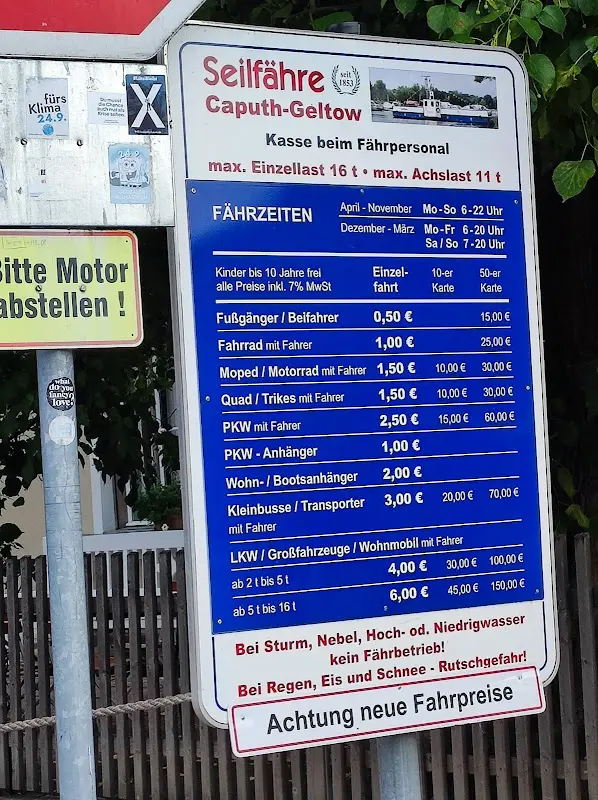 fürs
Klima
24.9.
X
24.9.
Bitte Motor
abstellen !
what
do you
fancy
love?
Seilfähre
seit
1853
Caputh-Geltow
Kasse beim Fährpersonal
max. Einzellast 16 t • max. Achslast 11 t
FÄHRZEITEN
April - November Mo - So 6 - 22 Uhr
Dezember - März Mo - Fr 6 - 20 Uhr
Sa / So 7 - 20 Uhr
Kinder bis 10 Jahre frei
alle Preise inkl. 7% MwSt
Einzel-
fahrt
10-er
Karte
50-er
Karte
Fußgänger / Beifahrer 0,50 € 15,00 €
Fahrrad mit Fahrer 1,00 € 25,00 €
Moped / Motorrad mit Fahrer 1,50 € 10,00 € 30,00 €
Quad / Trikes mit Fahrer 1,50 € 10,00 € 30,00 €
PKW mit Fahrer 2,50 € 15,00 € 60,00 €
PKW - Anhänger 1,00 €
Wohn- / Bootsanhänger 2,00 €
Kleinbusse / Transporter 3,00 € 20,00 € 70,00 €
mit Fahrer
LKW / Großfahrzeuge / Wohnmobil mit Fahrer
ab 2 t bis 5 t 4,00 € 30,00 € 100,00 €
ab 5 t bis 16 t 6,00 € 45,00 € 150,00 €
Bei Sturm, Nebel, Hoch- od. Niedrigwasser
kein Fährbetrieb!
Bei Regen, Eis und Schnee - Rutschgefahr!
Achtung neue Fahrpreise